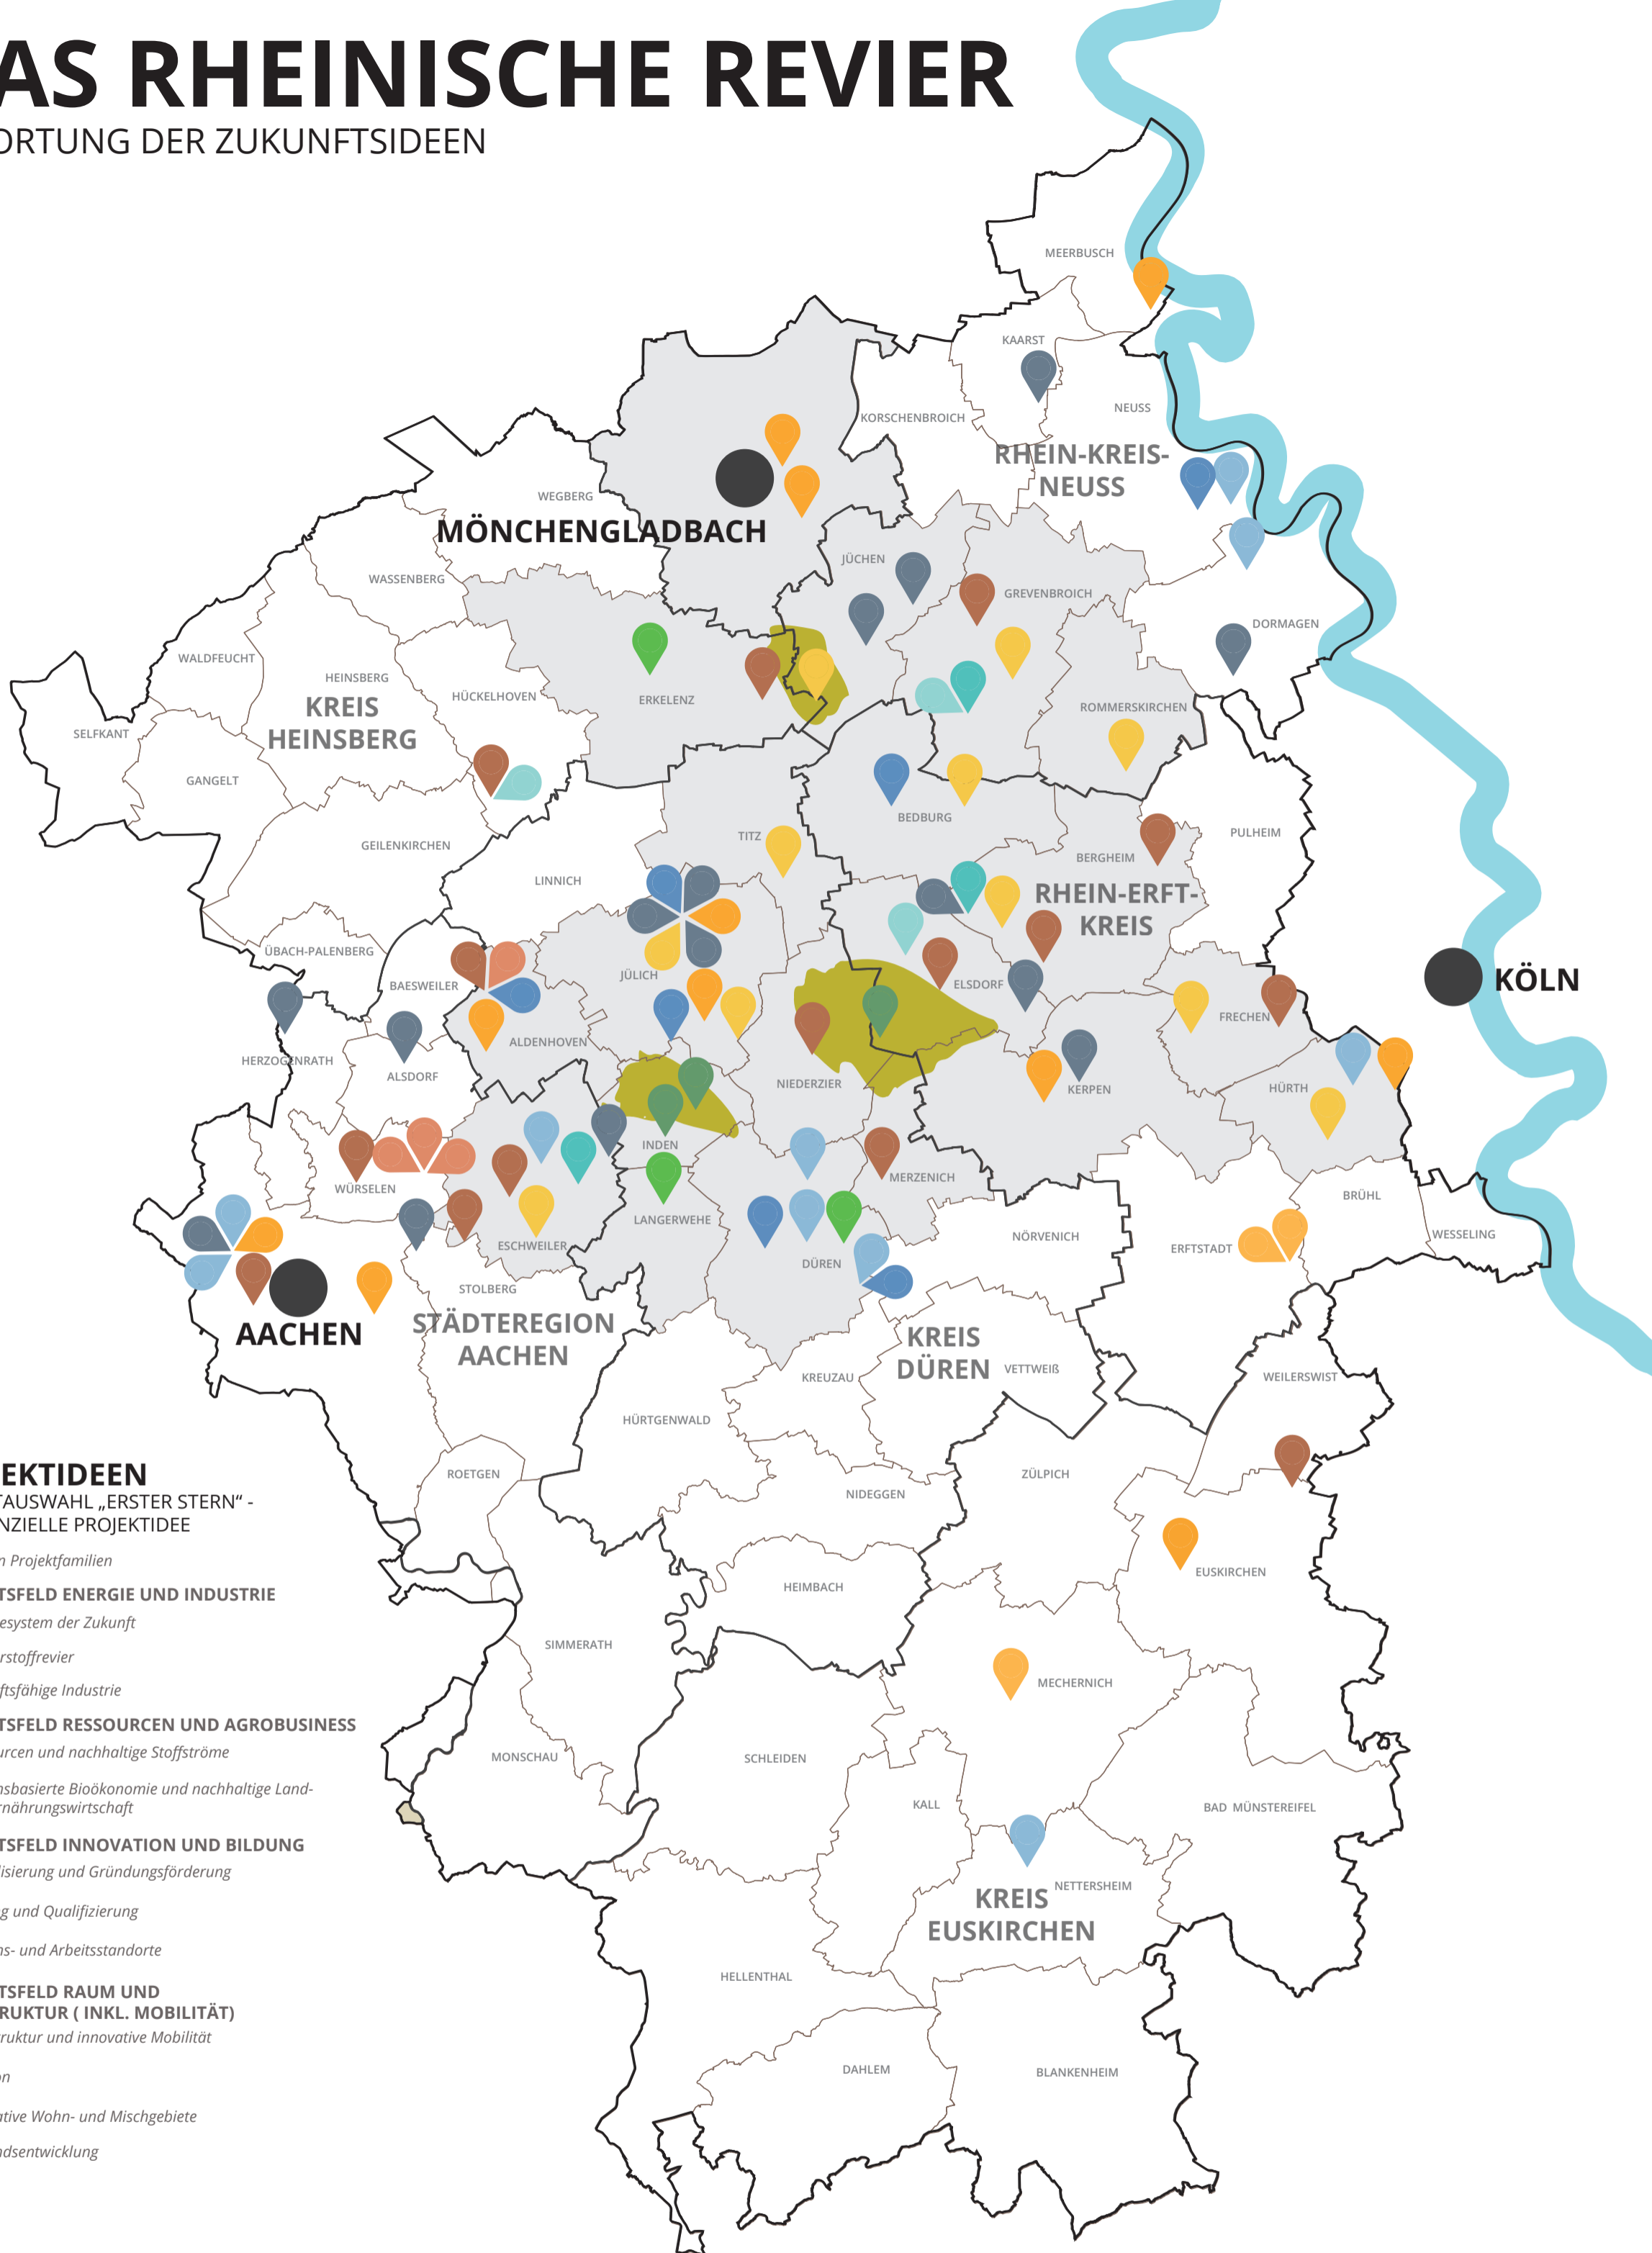 AS RHEINISCHE REVIER
ORTUNG DER ZUKUNFTSIDEEN
MEERBUSCH
KAARST
NEUSS
KORSCHENBROICH
RHEIN-KREIS-
NEUSS
WEGBERG
MÖNCHENGLADBACH
JÜCHEN
WASSENBERG
GREVENBROICH
DORMAGEN
WALDFEUCHT
HEINSBERG
HÜCKELHOVEN
ERKELENZ
KREIS
HEINSBERG
ROMMERSKIRCHEN
SELFKANT
GANGELT
BEDBURG
GEILENKIRCHEN
TITZ
PULHEIM
BERGHEIM
LINNICH
RHEIN-ERFT-
KREIS
ÜBACH-PALENBERG
JÜLICH
BAESWEILER
ELSDORF
KÖLN
FRECHEN
ALDENHOVEN
HERZOGENRATH
ALSDORF
NIEDERZIER
KERPEN
HÜRTH
INDEN
MERZENICH
WÜRSELEN
BRÜHL
LANGERWEHE
WESSELING
NÖRVENICH
ESCHWEILER
ERFTSTADT
DÜREN
STOLBERG
AACHEN
STÄDTEREGION
AACHEN
KREIS
DÜREN
VETTWEIß
KREUZAU
WEILERSWIST
HÜRTGENWALD
EKTIDEEN
TAUSWAHL „ERSTER STERN“ -
NZIELLE PROJEKTIDEE
ROETGEN
ZÜLPICH
NIDEGGEN
n Projektfamilien
EUSKIRCHEN
HEIMBACH
TSFELD ENERGIE UND INDUSTRIE
esystem der Zukunft
SIMMERATH
rstoffrevier
MECHERNICH
ftsfähige Industrie
TSFELD RESSOURCEN UND AGROBUSINESS
urcen und nachhaltige Stoffströme
MONSCHAU
SCHLEIDEN
nsbasierte Bioökonomie und nachhaltige Land-
rnährungswirtschaft
KALL
BAD MÜNSTEREIFEL
TSFELD INNOVATION UND BILDUNG
lisierung und Gründungsförderung
NETTERSHEIM
KREIS
EUSKIRCHEN
g und Qualifizierung
ns- und Arbeitsstandorte
HELLENTHAL
TSFELD RAUM UND
RUKTUR ( INKL. MOBILITÄT)
ruktur und innovative Mobilität
DAHLEM
BLANKENHEIM
on
ative Wohn- und Mischgebiete
ndsentwicklung